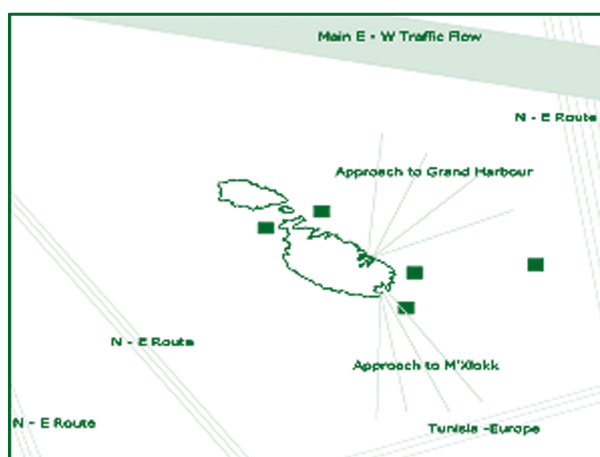 Main E - W Traffic Flow
N - E Route
Approach to Grand Harbour
N - E Route
Approach to M'Xlokk
N - E Route
Tunisia -Europe